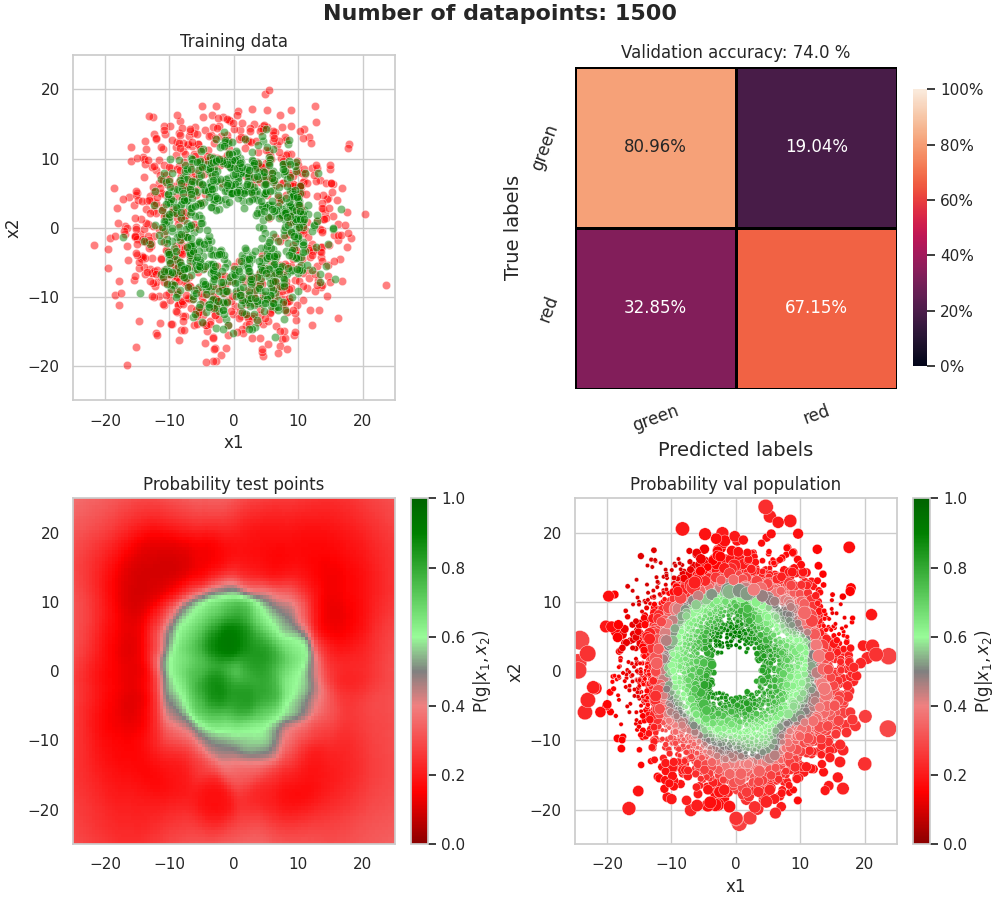 Number of datapoints: 1500
Training data
20
10
0
−10
−20
x2
−20 −10 0 10 20
x1
Validation accuracy: 74.0 %
True labels
green
red
80.96% 19.04%
32.85% 67.15%
green red
Predicted labels
100%
80%
60%
40%
20%
0%
Probability test points
20
10
0
−10
−20
−20 −10 0 10 20
1.0
0.8
0.6
0.4
0.2
0.0
P(g|x₁, x₂)
Probability val population
x2
20
10
0
−10
−20
−20 −10 0 10 20
x1
1.0
0.8
0.6
0.4
0.2
0.0
P(g|x₁, x₂)